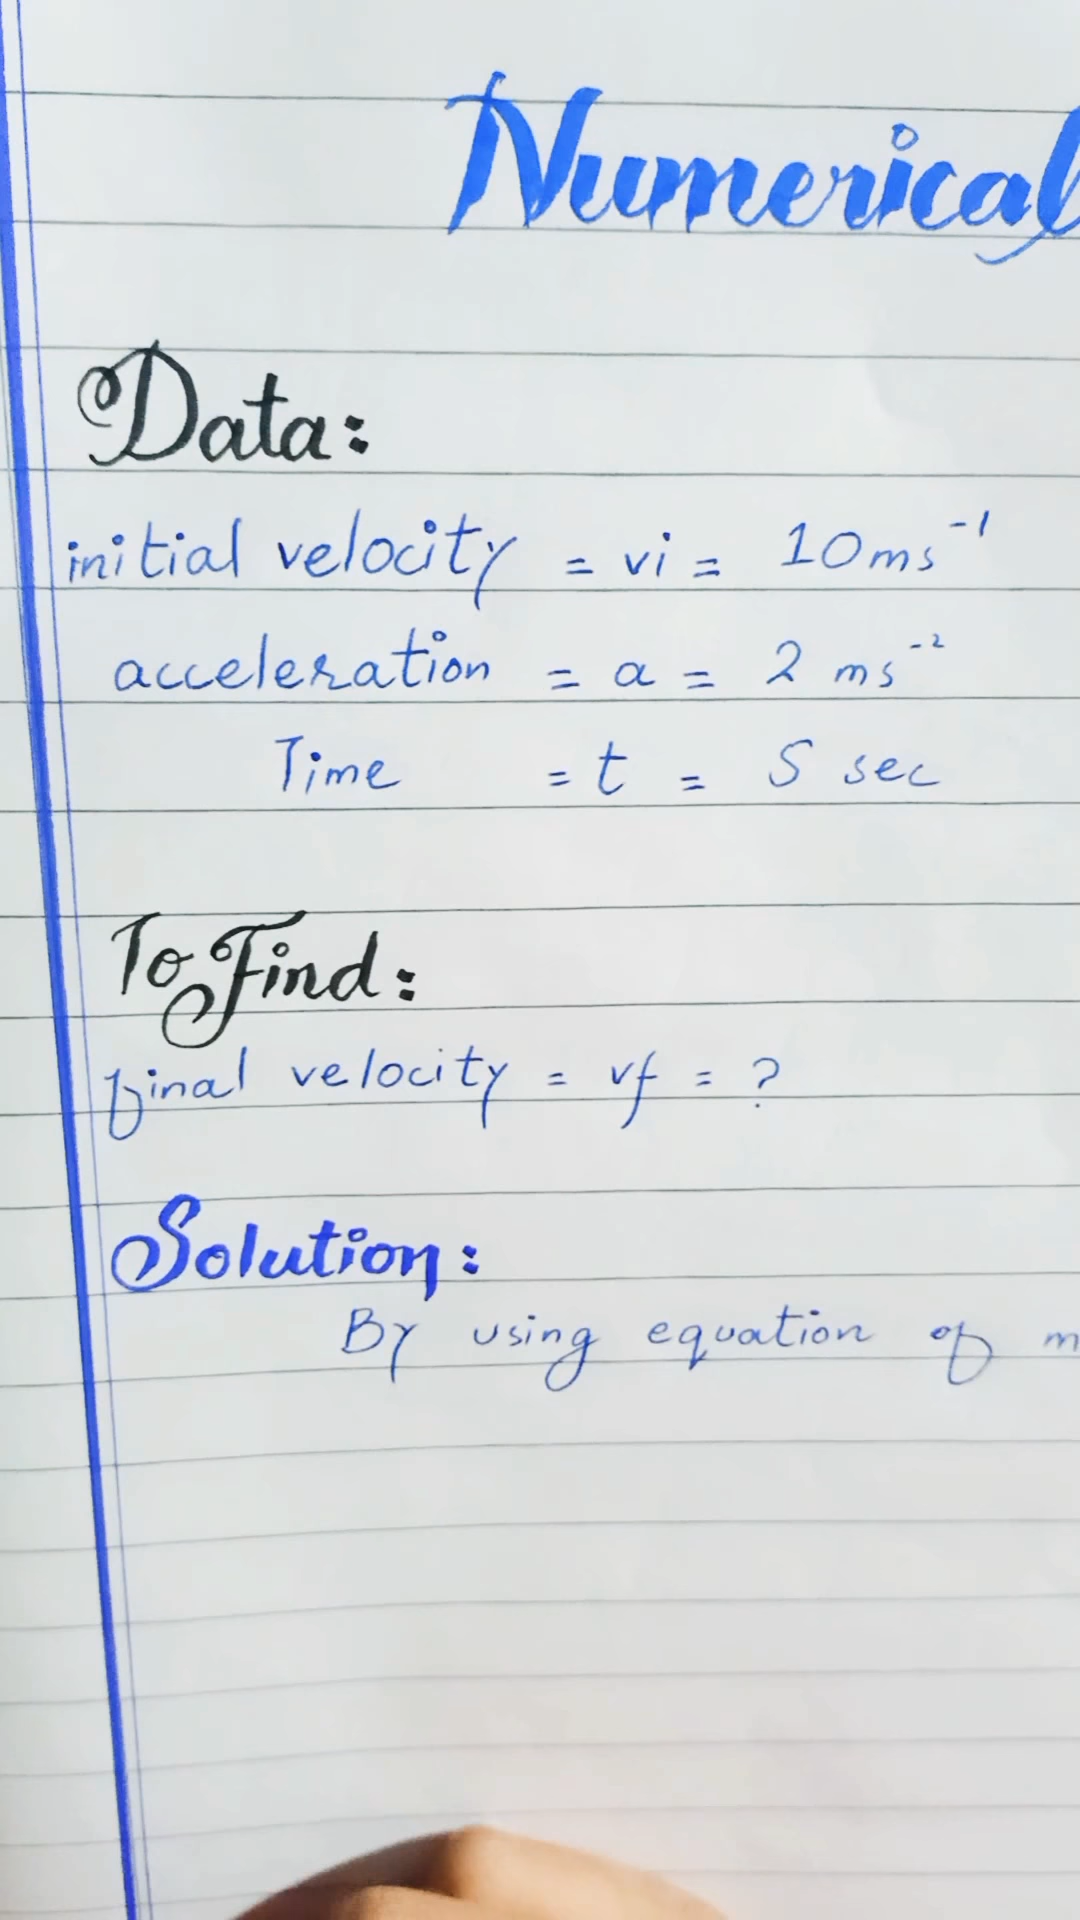 Numerical
Data:
initial velocity = vi = 10ms⁻¹
acceleration = a = 2 ms⁻²
Time = t = 5 sec
To Find:
final velocity = vf = ?
Solution:
By using equation of m